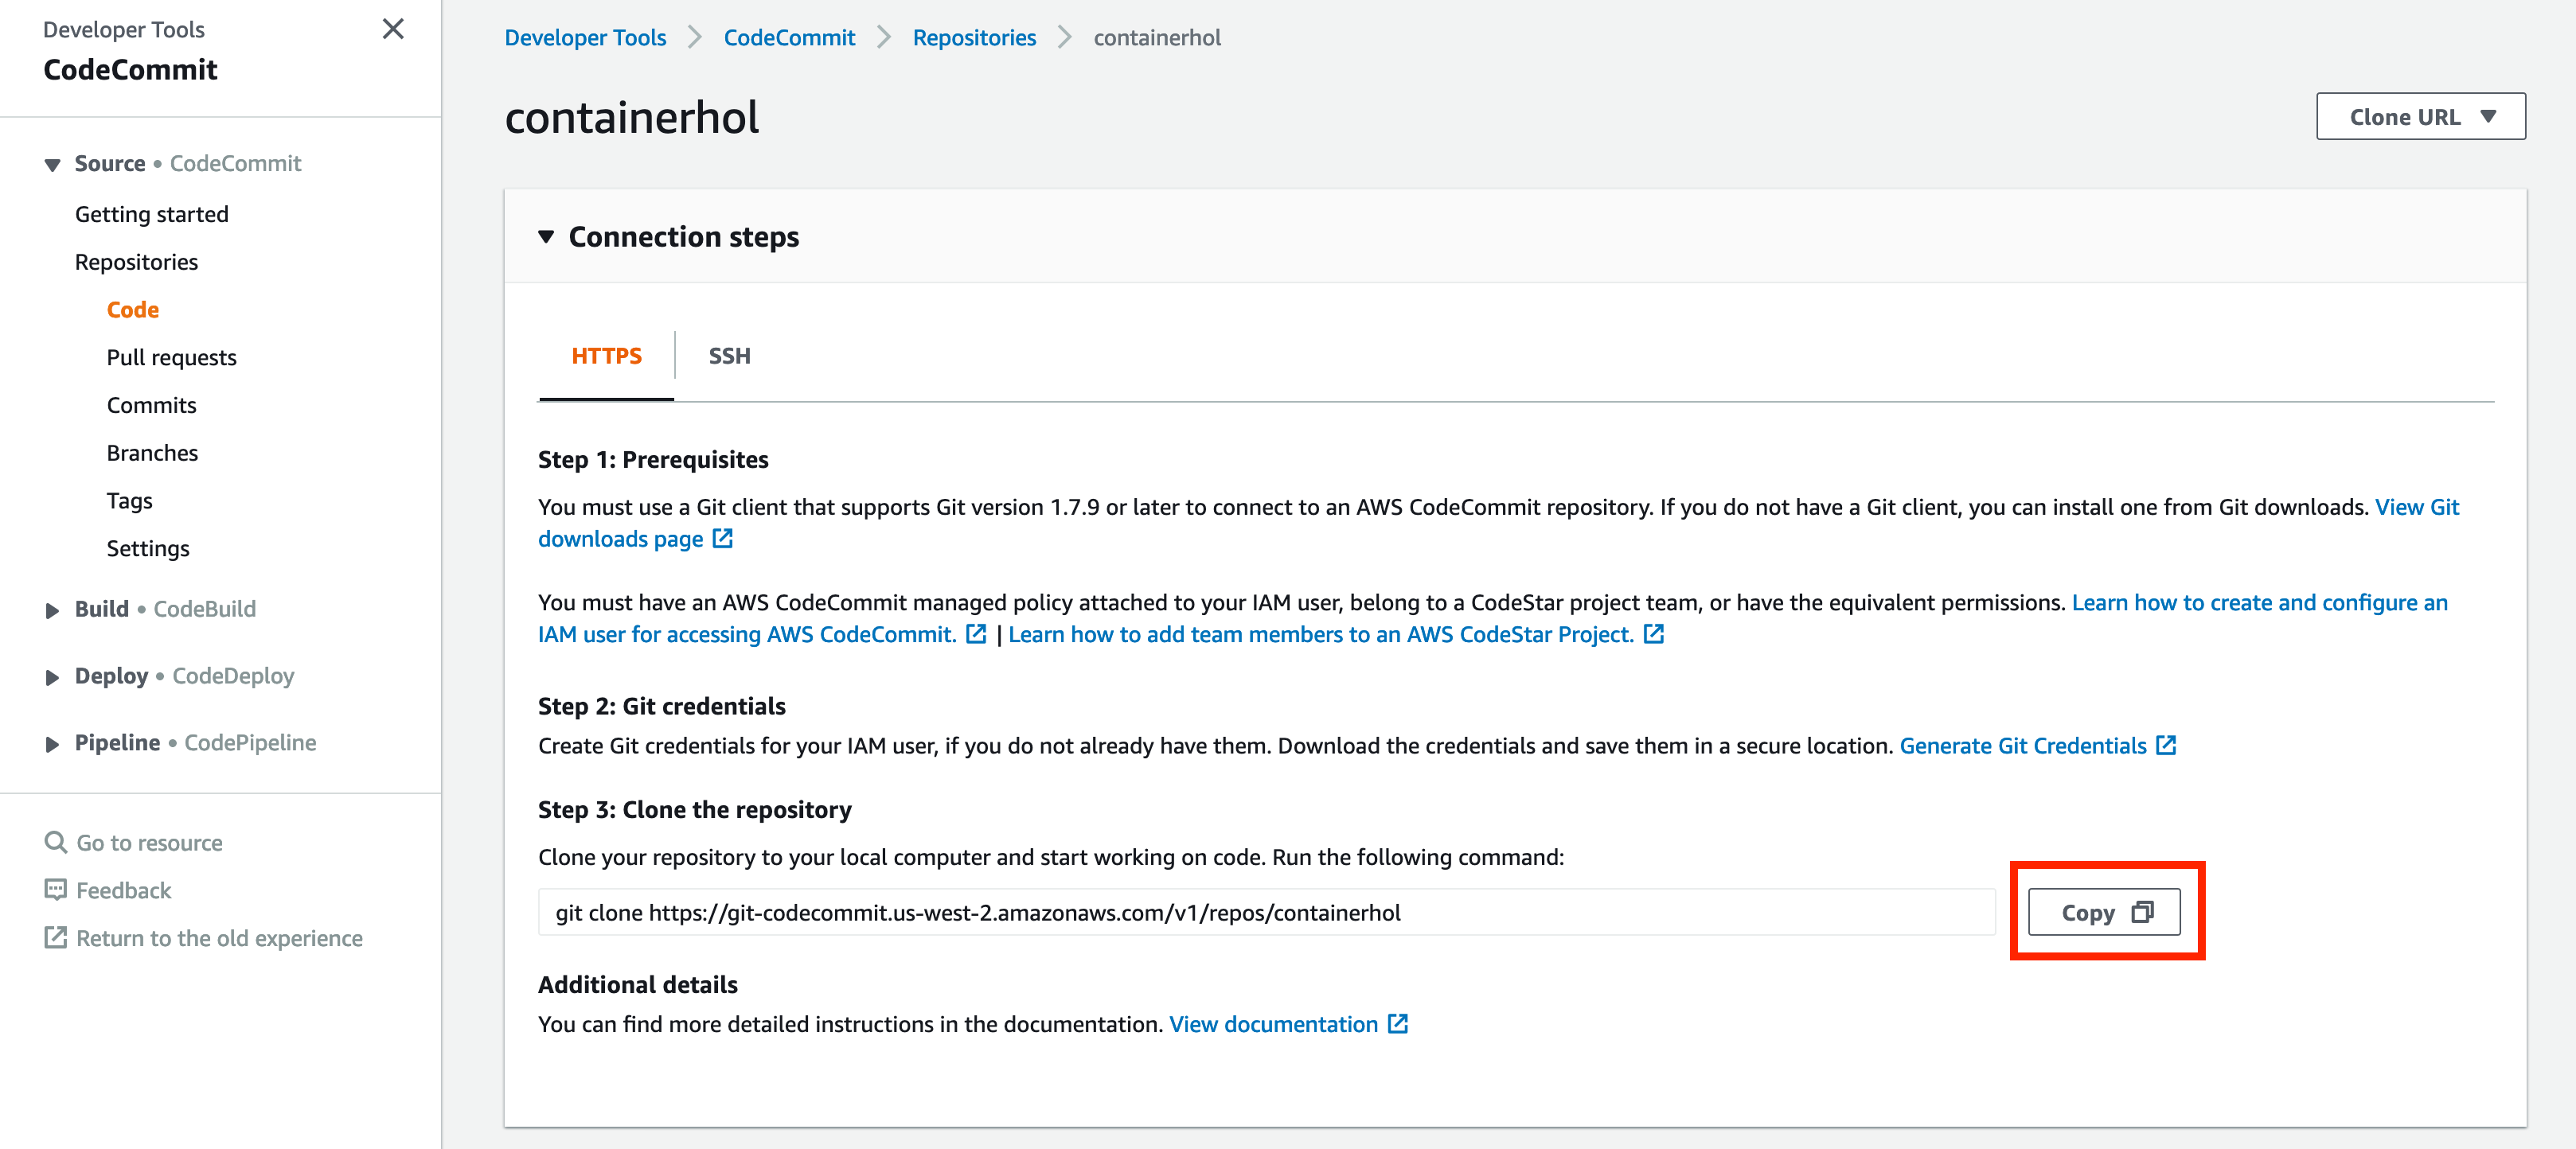 Developer Tools
CodeCommit
Source • CodeCommit
Getting started
Repositories
Code
Pull requests
Commits
Branches
Tags
Settings
Build • CodeBuild
Deploy • CodeDeploy
Pipeline • CodePipeline
Go to resource
Feedback
Return to the old experience
Developer Tools > CodeCommit > Repositories > containerhol
containerhol
Clone URL
Connection steps
HTTPS
SSH
Step 1: Prerequisites
You must use a Git client that supports Git version 1.7.9 or later to connect to an AWS CodeCommit repository. If you do not have a Git client, you can install one from Git downloads. View Git
downloads page
You must have an AWS CodeCommit managed policy attached to your IAM user, belong to a CodeStar project team, or have the equivalent permissions. Learn how to create and configure an
IAM user for accessing AWS CodeCommit. | Learn how to add team members to an AWS CodeStar Project.
Step 2: Git credentials
Create Git credentials for your IAM user, if you do not already have them. Download the credentials and save them in a secure location. Generate Git Credentials
Step 3: Clone the repository
Clone your repository to your local computer and start working on code. Run the following command:
git clone https://git-codecommit.us-west-2.amazonaws.com/v1/repos/containerhol
Copy
Additional details
You can find more detailed instructions in the documentation. View documentation